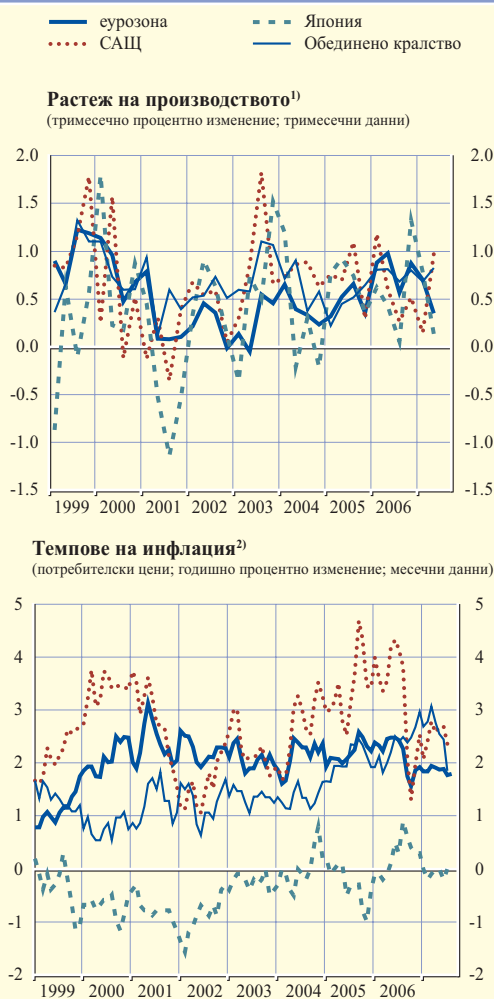 еурозона
САЩ
Япония
Обединено кралство
Растеж на производството1)
(тримесечно процентно изменение; тримесечни данни)
2.0 2.0
1.5 1.5
1.0 1.0
0.5 0.5
0.0 0.0
-0.5 -0.5
-1.0 -1.0
-1.5 -1.5
1999 2000 2001 2002 2003 2004 2005 2006
Темпове на инфлация2)
(потребителски цени; годишно процентно изменение; месечни данни)
5 5
4 4
3 3
2 2
1 1
0 0
-1 -1
-2 -2
1999 2000 2001 2002 2003 2004 2005 2006